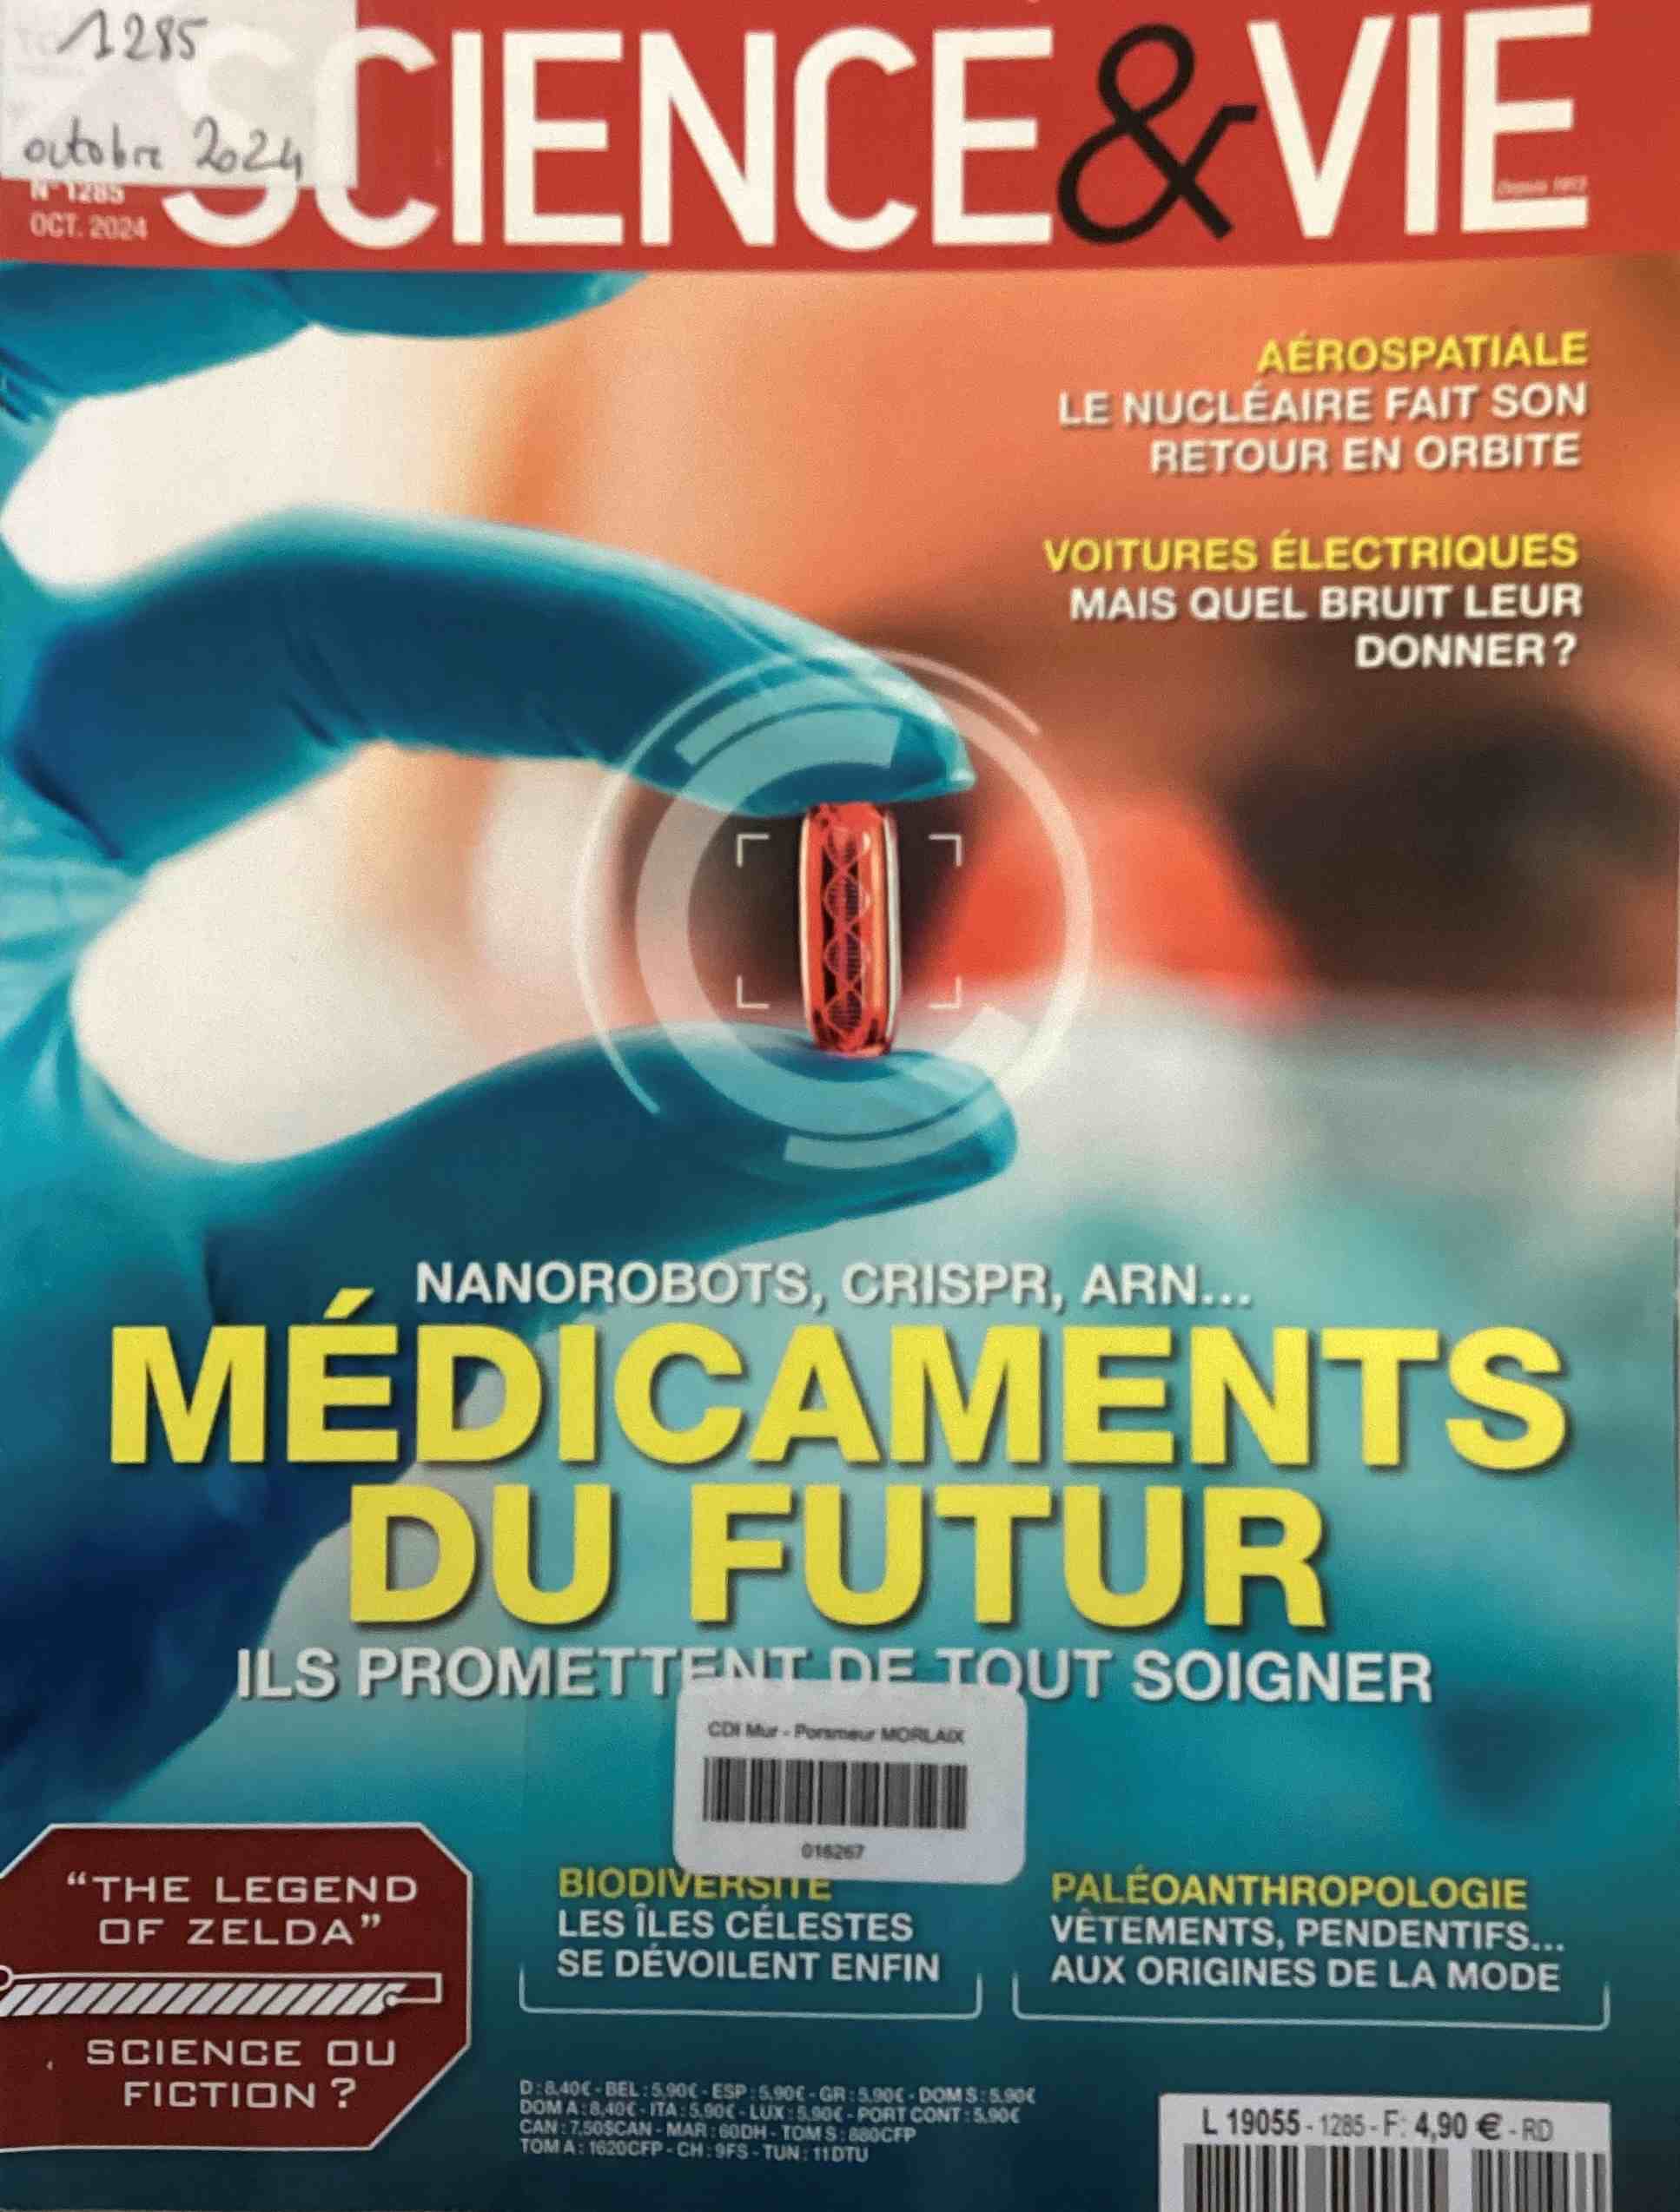 1285
octobre 2024
SCIENCE&VIE
N° 1285
OCT. 2024
Depuis 1913
AÉROSPATIALE
LE NUCLÉAIRE FAIT SON
RETOUR EN ORBITE
VOITURES ÉLECTRIQUES
MAIS QUEL BRUIT LEUR
DONNER ?
NANOROBOTS, CRISPR, ARN...
MÉDICAMENTS
DU FUTUR
ILS PROMETTENT DE TOUT SOIGNER
CDI Mur - Porsmeur MORLAIX
016267
“THE LEGEND
OF ZELDA”
SCIENCE OU
FICTION ?
BIODIVERSITÉ
LES ÎLES CÉLESTES
SE DÉVOILENT ENFIN
PALÉOANTHROPOLOGIE
VÊTEMENTS, PENDENTIFS...
AUX ORIGINES DE LA MODE
D : 8,40€ - BEL : 5,90€ - ESP : 5,90€ - GR : 5,90€ - DOM S : 5,90€
DOM A : 8,40€ - ITA : 5,90€ - LUX : 5,90€ - PORT CONT : 5,90€
CAN : 7,50$CAN - MAR : 60DH - TOM S : 880CFP
TOM A : 1620CFP - CH : 9FS - TUN : 11DTU
L 19055 - 1285 - F: 4,90 € - RD